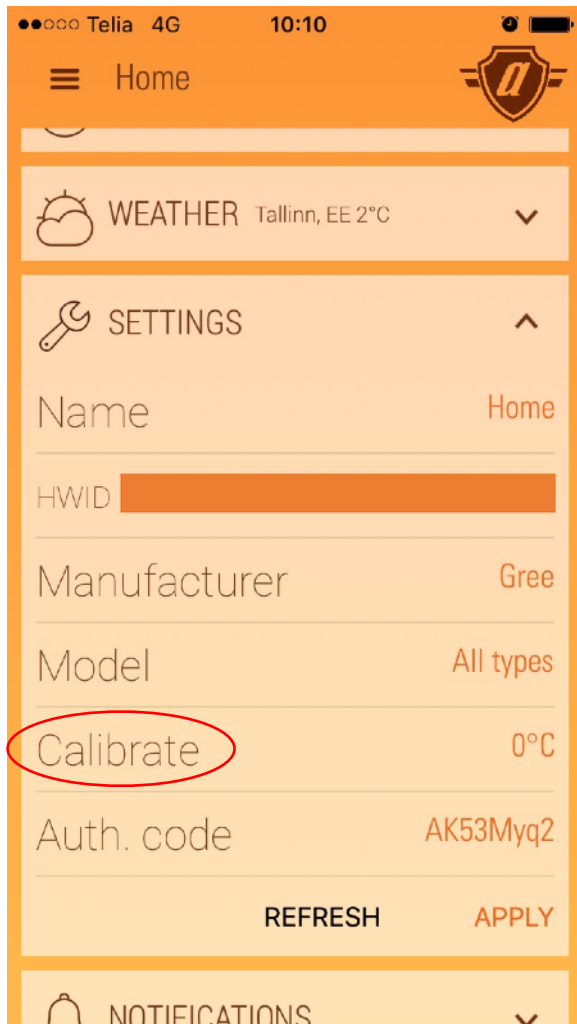 Telia 4G 10:10
Home
a
WEATHER Tallinn, EE 2°C
SETTINGS
Name Home
HWID
Manufacturer Gree
Model All types
Calibrate 0°C
Auth. code AK53Myq2
REFRESH APPLY
NOTIFICATIONS